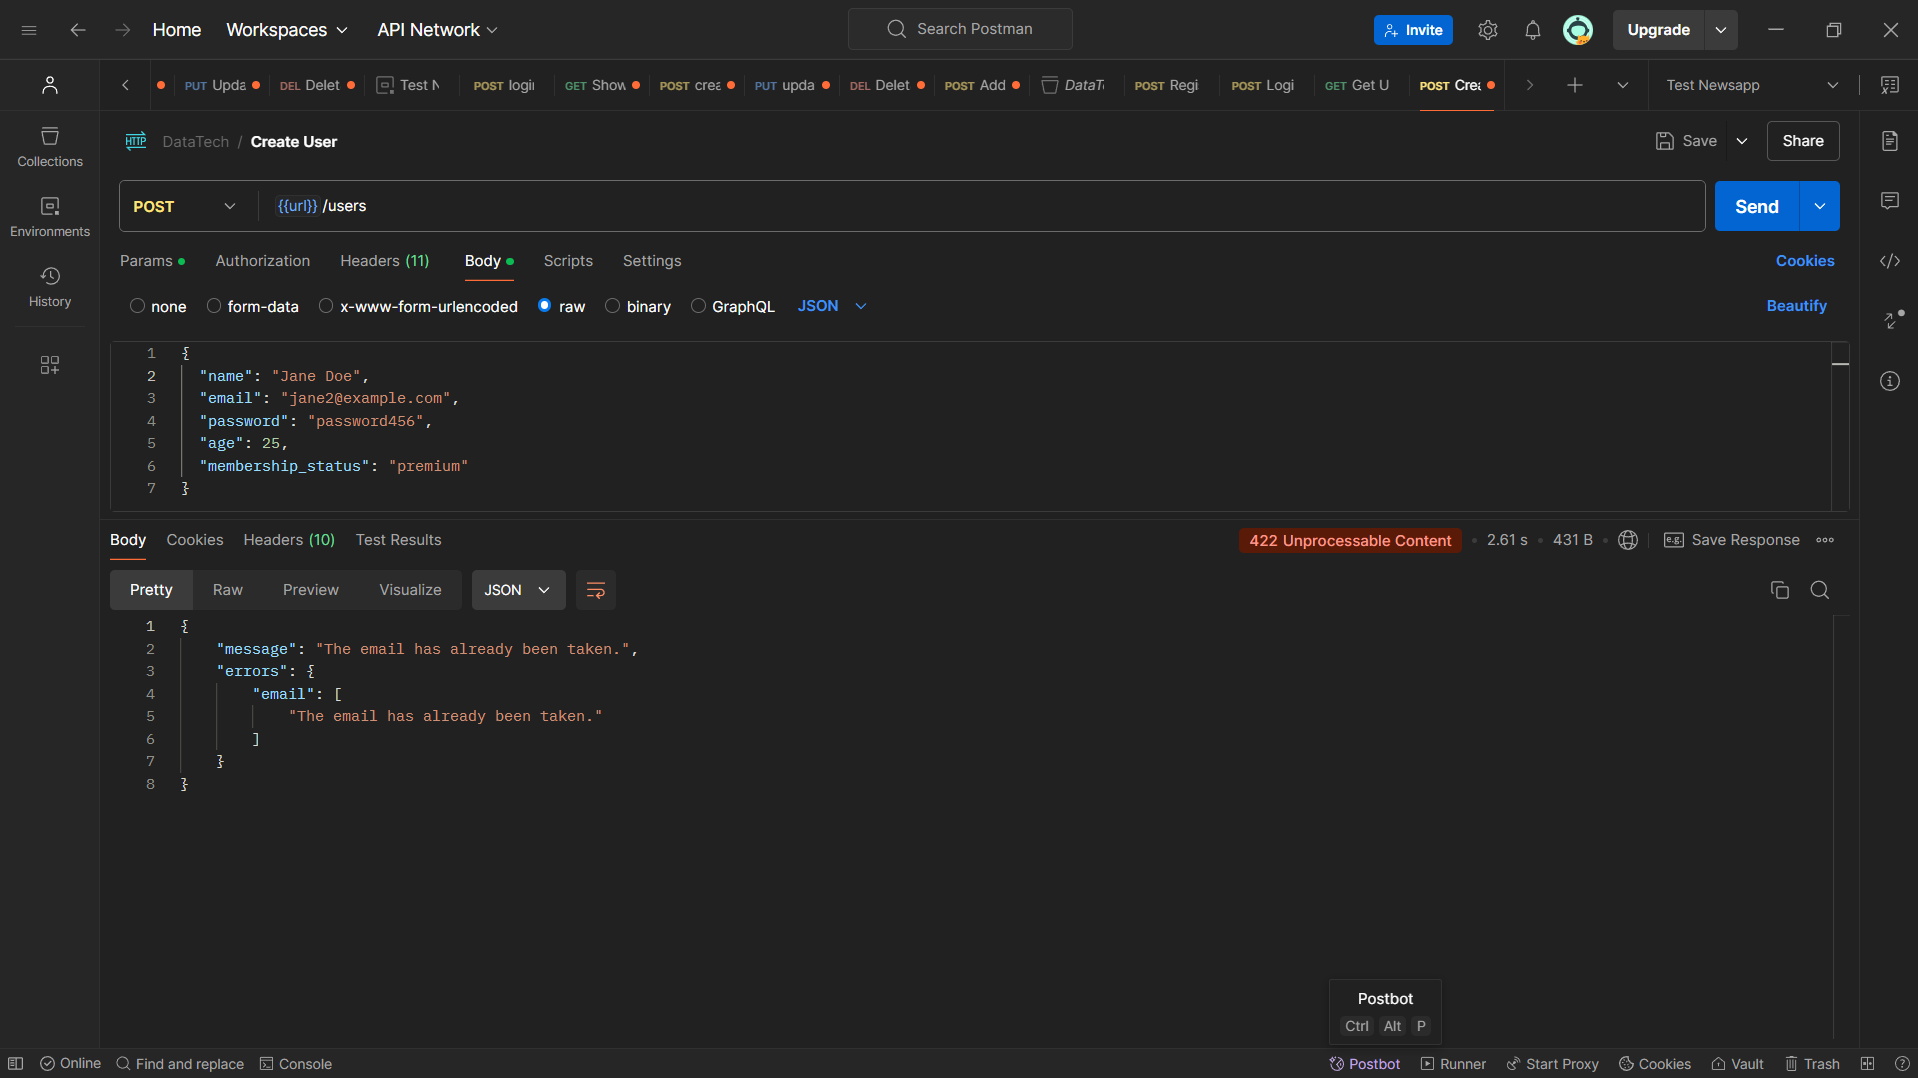 Home Workspaces API Network Search Postman Invite Upgrade
PUT Upda DEL Delet Test N POST logi GET Show POST crea PUT upda DEL Delet POST Add DataT POST Regi POST Logi GET Get U POST Crea Test Newsapp
HTTP DataTech / Create User Save Share
Collections
POST {{url}} /users Send
Environments
Params Authorization Headers (11) Body Scripts Settings Cookies
History
none form-data x-www-form-urlencoded raw binary GraphQL JSON Beautify
1 {
2 "name": "Jane Doe",
3 "email": "jane2@example.com",
4 "password": "password456",
5 "age": 25,
6 "membership_status": "premium"
7 }
Body Cookies Headers (10) Test Results 422 Unprocessable Content 2.61 s 431 B e.g. Save Response
Pretty Raw Preview Visualize JSON
1 {
2 "message": "The email has already been taken.",
3 "errors": {
4 "email": [
5 "The email has already been taken."
6 ]
7 }
8 }
Postbot
Ctrl Alt P
Online Find and replace Console Postbot Runner Start Proxy Cookies Vault Trash